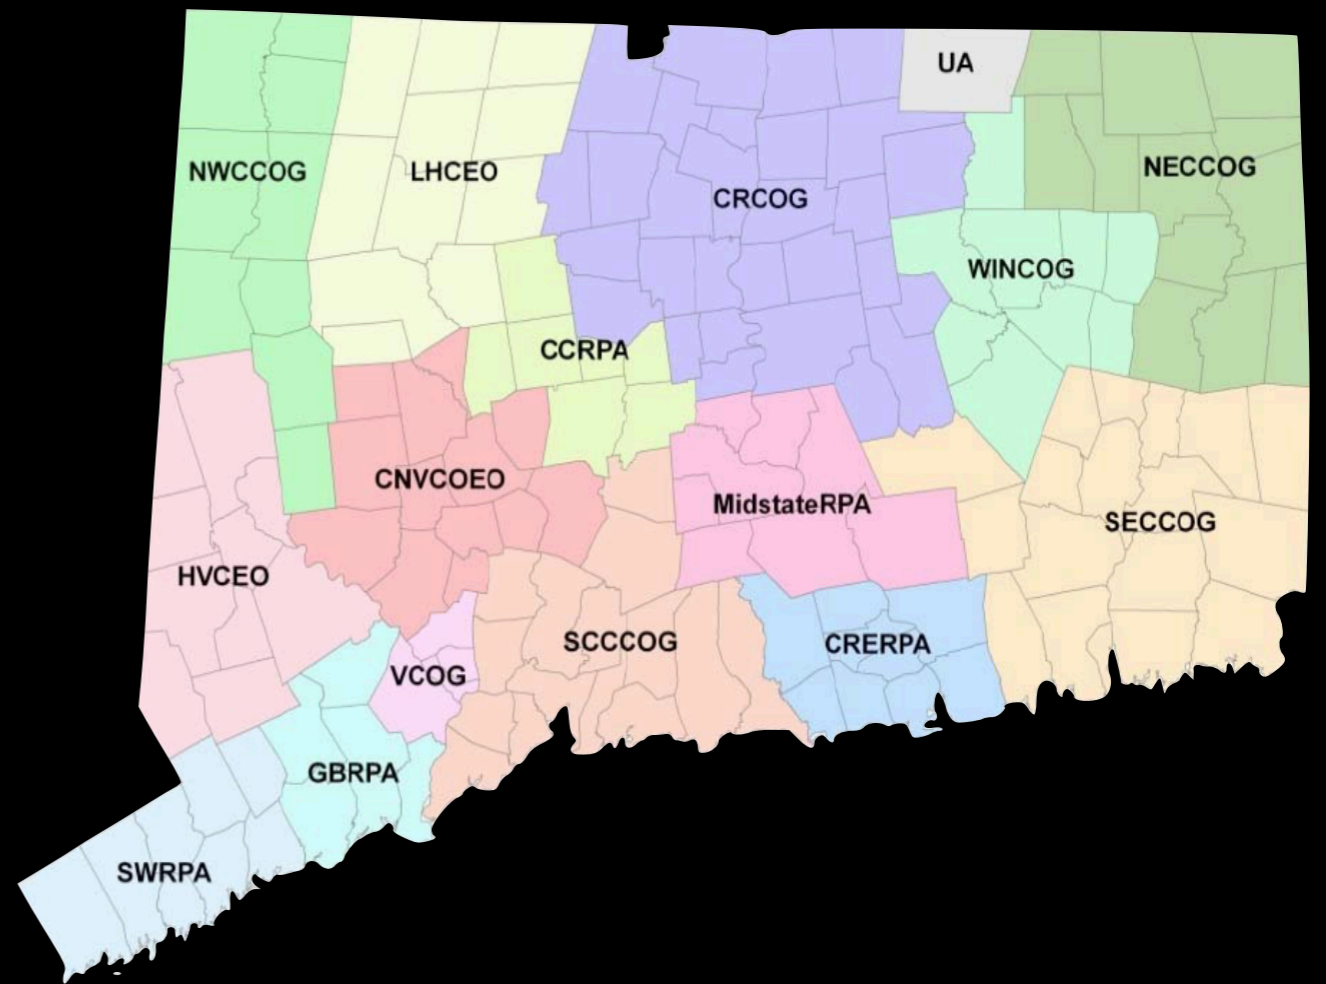 UA
NWCCOG
LHCEO
NECCOG
CRCOG
WINCOG
CCRPA
CNVCOEO
MidstateRPA
SECCOG
HVCEO
SCCCOG
CRERPA
VCOG
GBRPA
SWRPA